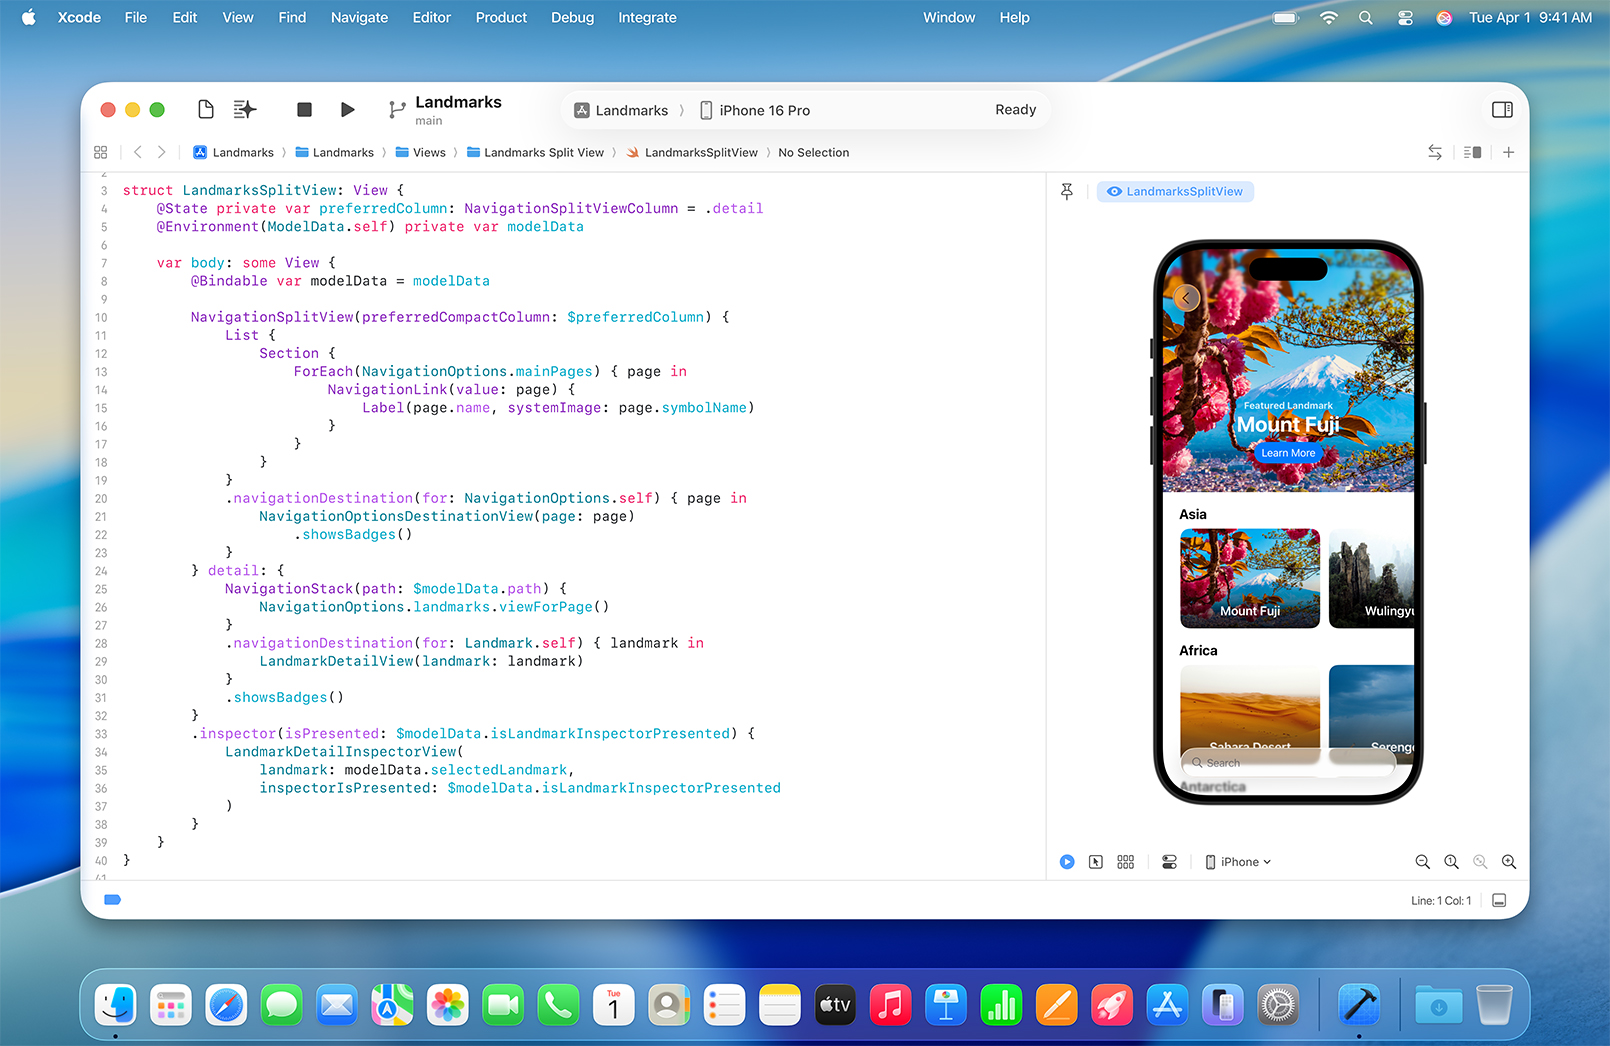 Xcode File Edit View Find Navigate Editor Product Debug Integrate Window Help Tue Apr 1 9:41 AM
Landmarks
main
Landmarks 〉 iPhone 16 Pro Ready
Landmarks 〉 Landmarks 〉 Views 〉 Landmarks Split View 〉 LandmarksSplitView 〉 No Selection
2
3 struct LandmarksSplitView: View {
4 @State private var preferredColumn: NavigationSplitViewColumn = .detail
5 @Environment(ModelData.self) private var modelData
6
7 var body: some View {
8 @Bindable var modelData = modelData
9
10 NavigationSplitView(preferredCompactColumn: $preferredColumn) {
11 List {
12 Section {
13 ForEach(NavigationOptions.mainPages) { page in
14 NavigationLink(value: page) {
15 Label(page.name, systemImage: page.symbolName)
16 }
17 }
18 }
19 }
20 .navigationDestination(for: NavigationOptions.self) { page in
21 NavigationOptionsDestinationView(page: page)
22 .showsBadges()
23 }
24 } detail: {
25 NavigationStack(path: $modelData.path) {
26 NavigationOptions.landmarks.viewForPage()
27 }
28 .navigationDestination(for: Landmark.self) { landmark in
29 LandmarkDetailView(landmark: landmark)
30 }
31 .showsBadges()
32 }
33 .inspector(isPresented: $modelData.isLandmarkInspectorPresented) {
34 LandmarkDetailInspectorView(
35 landmark: modelData.selectedLandmark,
36 inspectorIsPresented: $modelData.isLandmarkInspectorPresented
37 )
38 }
39 }
40 }
41
LandmarksSplitView
Featured Landmark
Mount Fuji
Learn More
Asia
Mount Fuji Wulingyu
Africa
Sahara Desert Serenge
Search
Antarctica
iPhone
Line: 1 Col: 1
Tue
1
tv